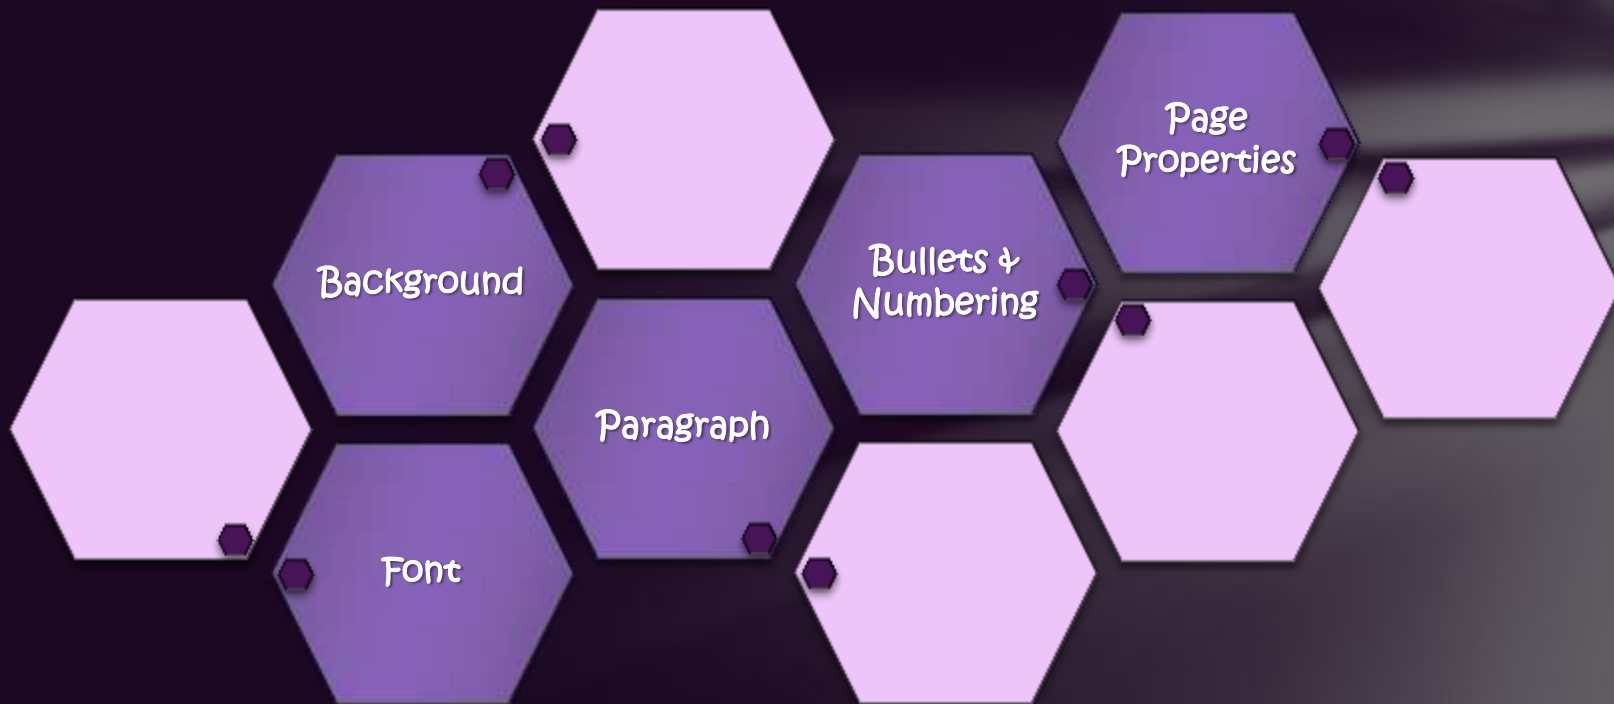 Page
Properties
Background
Bullets &
Numbering
Paragraph
Font